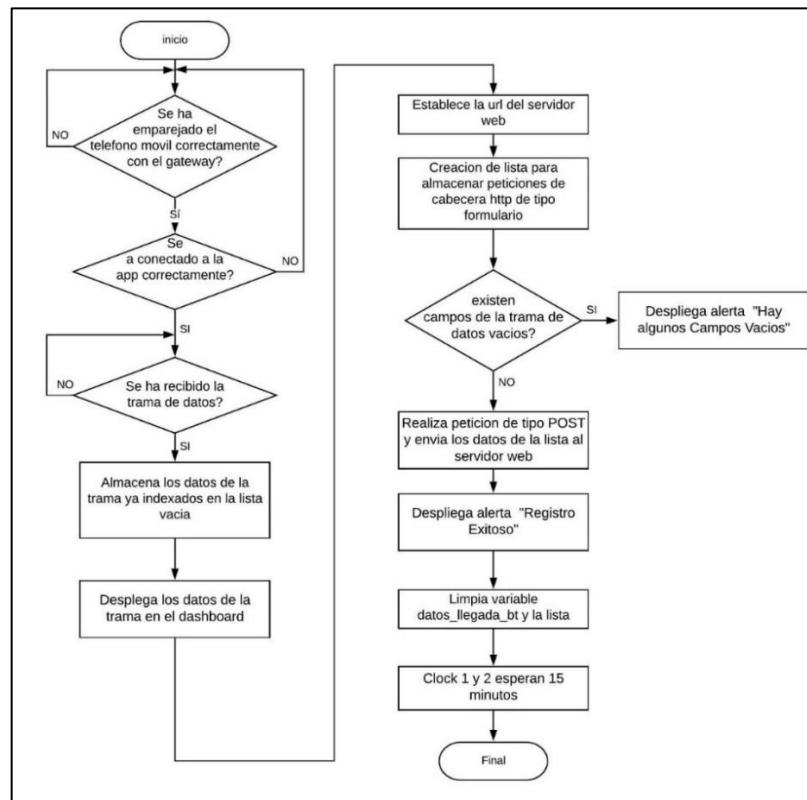 inicio
Se ha
emparejado el
telefono movil correctamente
con el gateway?
NO
SÍ
Se
a conectado a la
app correctamente?
NO
SI
Se ha recibido la
trama de datos?
NO
SI
Almacena los datos de la
trama ya indexados en la lista
vacia
Desplega los datos de la
trama en el dashboard
Establece la url del servidor
web
Creacion de lista para
almacenar peticiones de
cabecera http de tipo
formulario
existen
campos de la trama de
datos vacios?
SI
Despliega alerta "Hay
algunos Campos Vacios"
NO
Realiza peticion de tipo POST
y envia los datos de la lista al
servidor web
Despliega alerta "Registro
Exitoso"
Limpia variable
datos_llegada_bt y la lista
Clock 1 y 2 esperan 15
minutos
Final